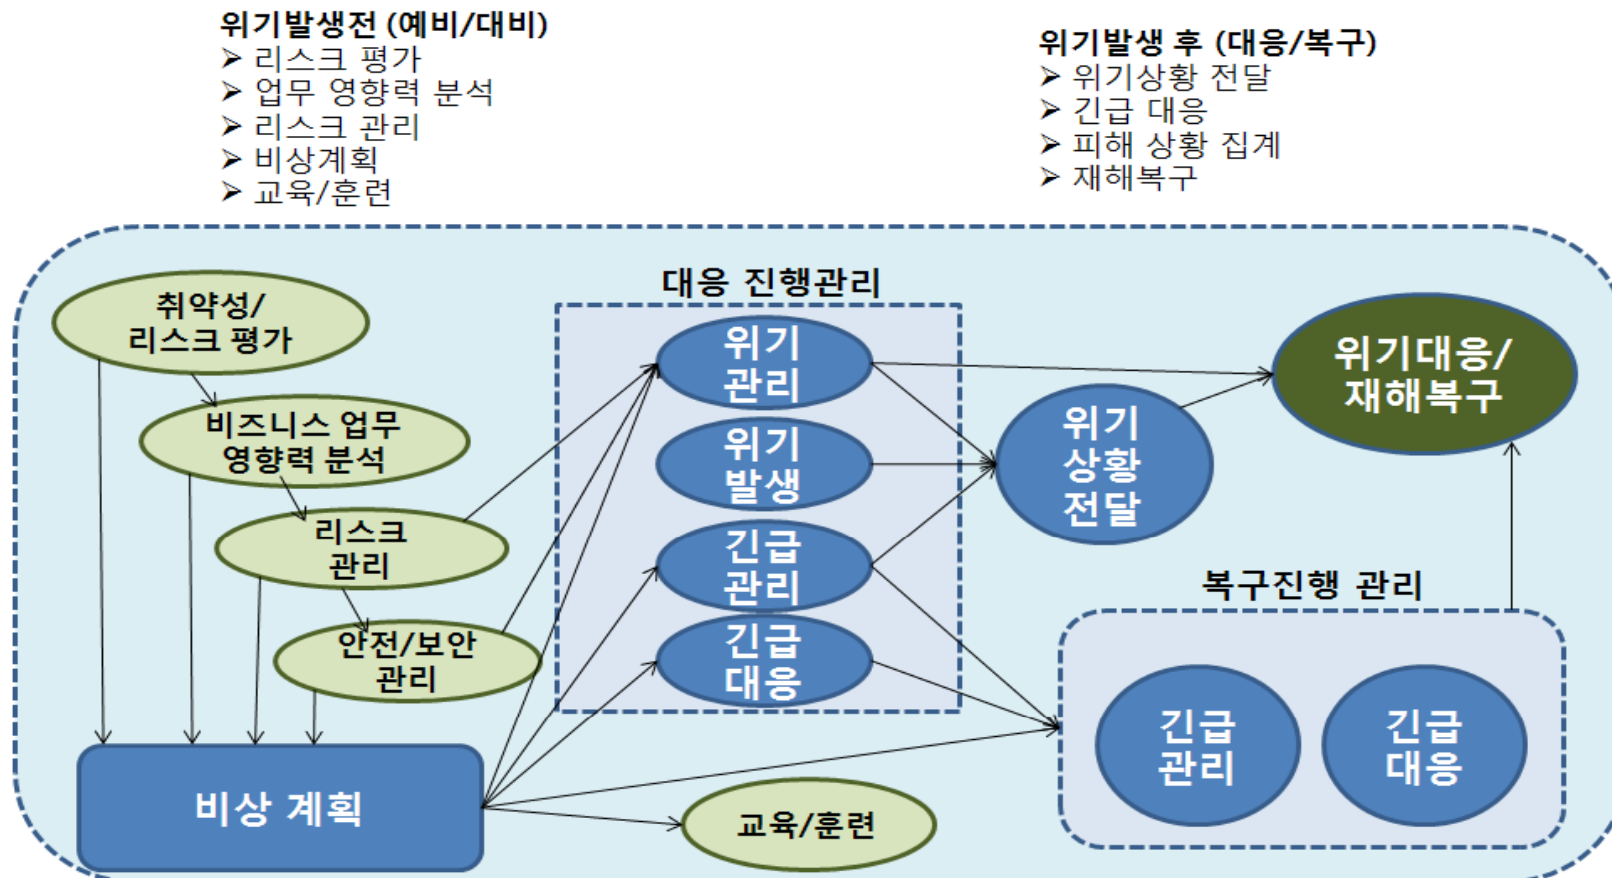 위기발생전 (예비/대비)
➢ 리스크 평가
➢ 업무 영향력 분석
➢ 리스크 관리
➢ 비상계획
➢ 교육/훈련
위기발생 후 (대응/복구)
➢ 위기상황 전달
➢ 긴급 대응
➢ 피해 상황 집계
➢ 재해복구
취약성/
리스크 평가
비즈니스 업무
영향력 분석
리스크
관리
안전/보안
관리
비상 계획
대응 진행관리
위기
관리
위기
발생
긴급
관리
긴급
대응
교육/훈련
위기
상황
전달
위기대응/
재해복구
복구진행 관리
긴급
관리
긴급
대응